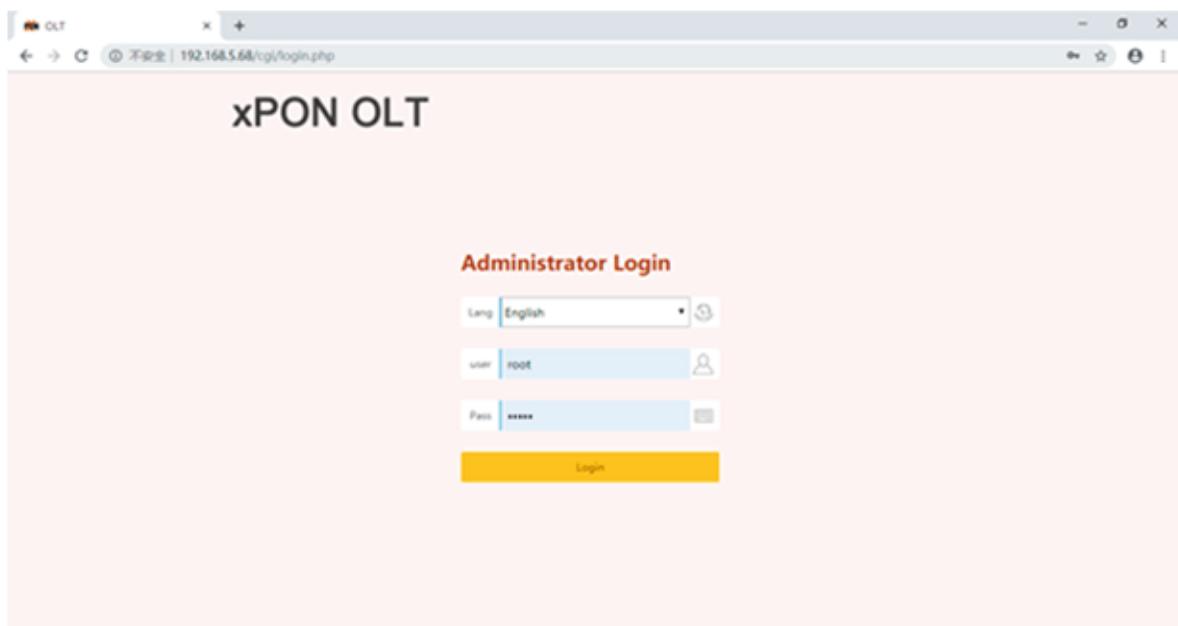 OLT
不安全 | 192.168.5.68/cgi/login.php
xPON OLT
Administrator Login
Lang English
user root
Pass •••••
Login